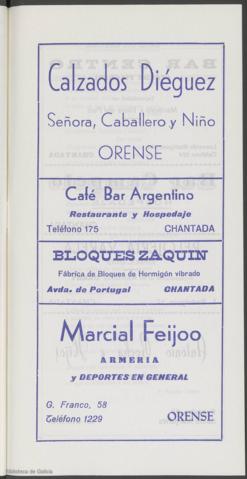 Calzados Diéguez
Señora, Caballero y Niño
ORENSE
Café Bar Argentino
Restaurante y Hospedaje
Teléfono 175 CHANTADA
BLOQUES ZAQUIN
Fábrica de Bloques de Hormigón vibrado
Avda. de Portugal CHANTADA
Marcial Feijoo
ARMERIA
y DEPORTES EN GENERAL
G. Franco, 58
Teléfono 1229 ORENSE
Biblioteca de Galicia